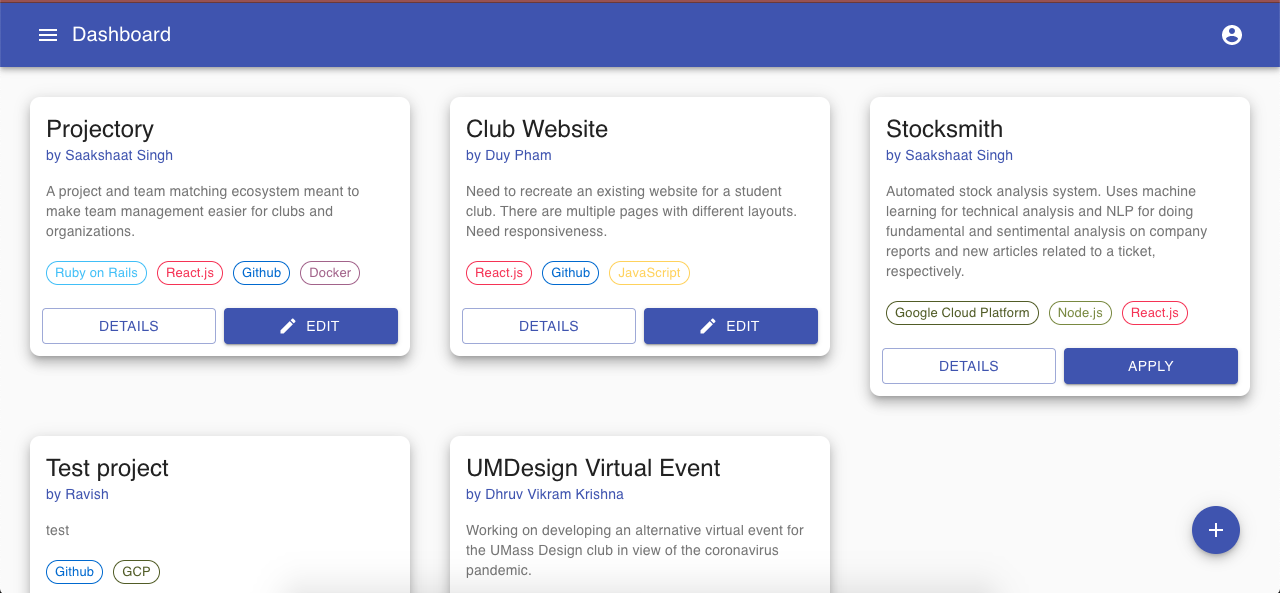 Dashboard
Projectory
by Saakshaat Singh
A project and team matching ecosystem meant to
make team management easier for clubs and
organizations.
Ruby on Rails React.js Github Docker
DETAILS EDIT
Club Website
by Duy Pham
Need to recreate an existing website for a student
club. There are multiple pages with different layouts.
Need responsiveness.
React.js Github JavaScript
DETAILS EDIT
Stocksmith
by Saakshaat Singh
Automated stock analysis system. Uses machine
learning for technical analysis and NLP for doing
fundamental and sentimental analysis on company
reports and new articles related to a ticket,
respectively.
Google Cloud Platform Node.js React.js
DETAILS APPLY
Test project
by Ravish
test
Github GCP
UMDesign Virtual Event
by Dhruv Vikram Krishna
Working on developing an alternative virtual event for
the UMass Design club in view of the coronavirus
pandemic.